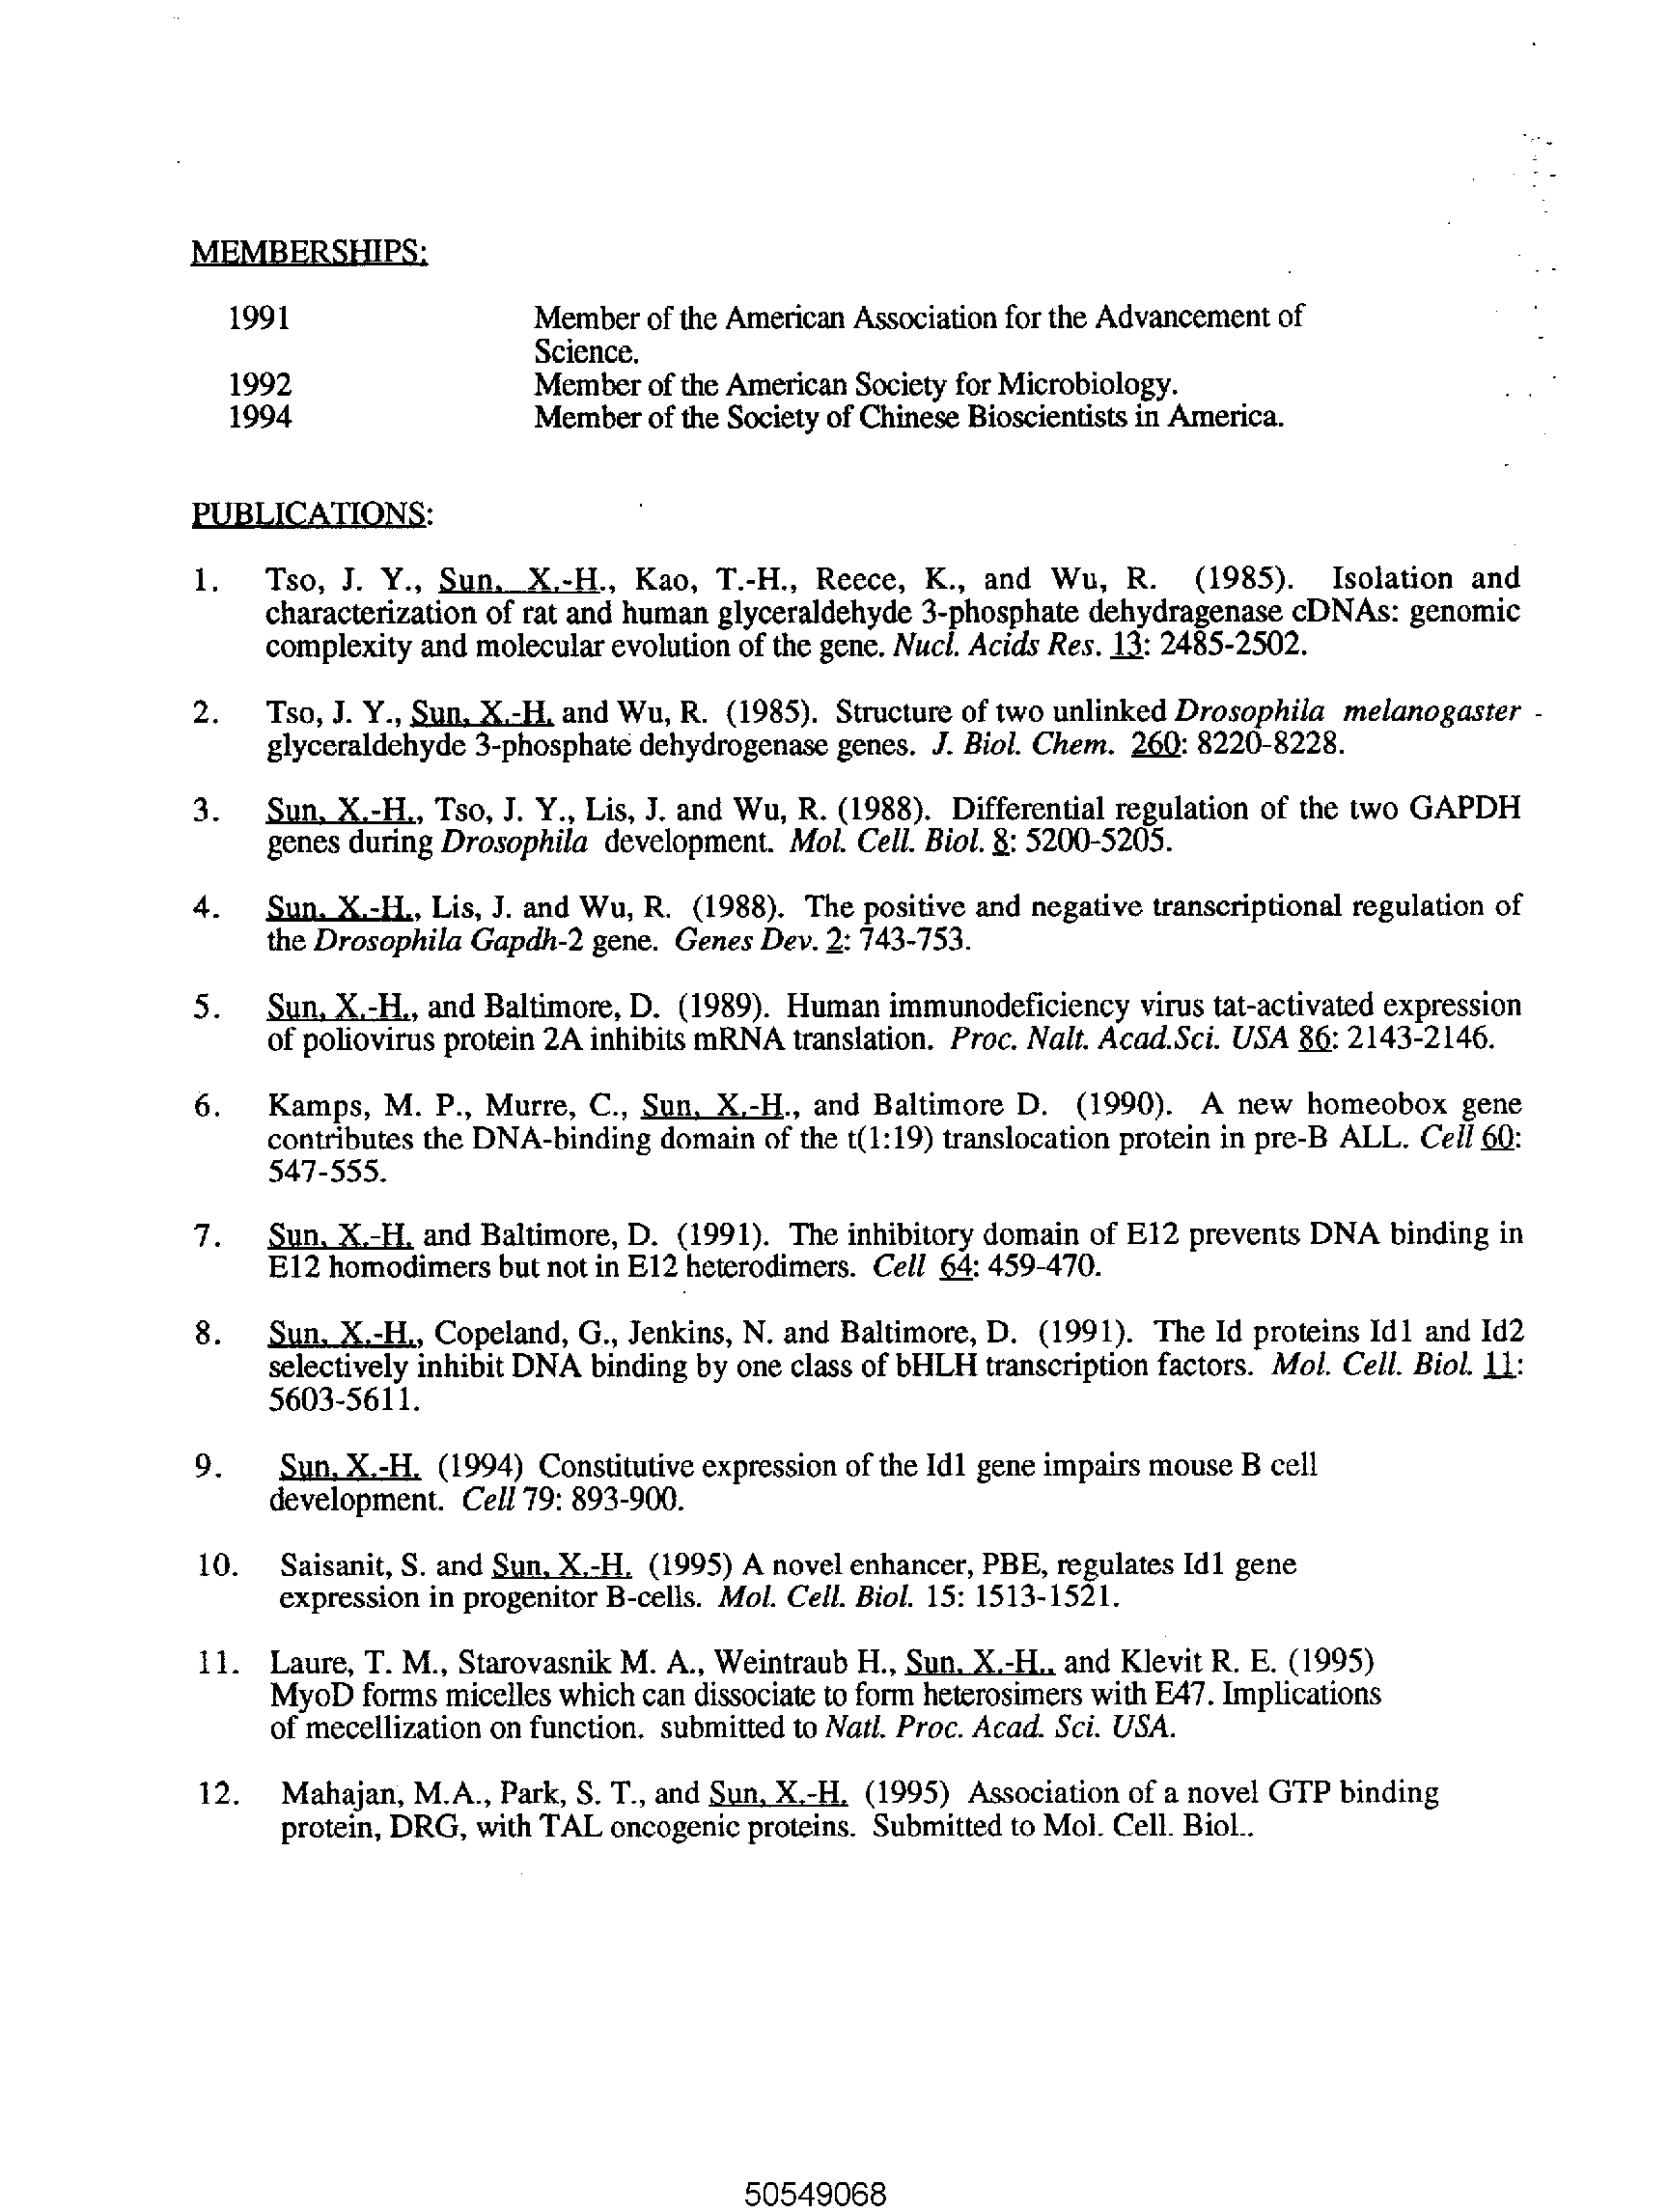 MEMBERSHIPS:
1991 Member of the American Association for the Advancement of
Science.
1992 Member of the American Society for Microbiology.
1994 Member of the Society of Chinese Bioscientists in America.
PUBLICATIONS:
1. Tso, J. Y., Sun, X.-H., Kao, T.-H., Reece, K., and Wu, R. (1985). Isolation and
characterization of rat and human glyceraldehyde 3-phosphate dehydragenase cDNAs: genomic
complexity and molecular evolution of the gene. Nucl. Acids Res. 13: 2485-2502.
2. Tso, J. Y., Sun, X.-H. and Wu, R. (1985). Structure of two unlinked Drosophila melanogaster -
glyceraldehyde 3-phosphate dehydrogenase genes. J. Biol. Chem. 260: 8220-8228.
3. Sun, X.-H., Tso, J. Y., Lis, J. and Wu, R. (1988). Differential regulation of the two GAPDH
genes during Drosophila development. Mol. Cell. Biol. 8: 5200-5205.
4. Sun, X.-H., Lis, J. and Wu, R. (1988). The positive and negative transcriptional regulation of
the Drosophila Gapdh-2 gene. Genes Dev. 2: 743-753.
5. Sun, X.-H., and Baltimore, D. (1989). Human immunodeficiency virus tat-activated expression
of poliovirus protein 2A inhibits mRNA translation. Proc. Nalt. Acad.Sci. USA 86: 2143-2146.
6. Kamps, M. P., Murre, C., Sun, X.-H., and Baltimore D. (1990). A new homeobox gene
contributes the DNA-binding domain of the t(1:19) translocation protein in pre-B ALL. Cell 60:
547-555.
7. Sun, X.-H. and Baltimore, D. (1991). The inhibitory domain of E12 prevents DNA binding in
E12 homodimers but not in E12 heterodimers. Cell 64: 459-470.
8. Sun, X.-H., Copeland, G., Jenkins, N. and Baltimore, D. (1991). The Id proteins Id1 and Id2
selectively inhibit DNA binding by one class of bHLH transcription factors. Mol. Cell. Biol. 11:
5603-5611.
9. Sun, X.-H. (1994) Constitutive expression of the Id1 gene impairs mouse B cell
development. Cell 79: 893-900.
10. Saisanit, S. and Sun, X.-H. (1995) A novel enhancer, PBE, regulates Id1 gene
expression in progenitor B-cells. Mol. Cell. Biol. 15: 1513-1521.
11. Laure, T. M., Starovasnik M. A., Weintraub H., Sun, X.-H., and Klevit R. E. (1995)
MyoD forms micelles which can dissociate to form heterosimers with E47. Implications
of mecellization on function. submitted to Natl. Proc. Acad. Sci. USA.
12. Mahajan, M.A., Park, S. T., and Sun, X.-H. (1995) Association of a novel GTP binding
protein, DRG, with TAL oncogenic proteins. Submitted to Mol. Cell. Biol..
50549068